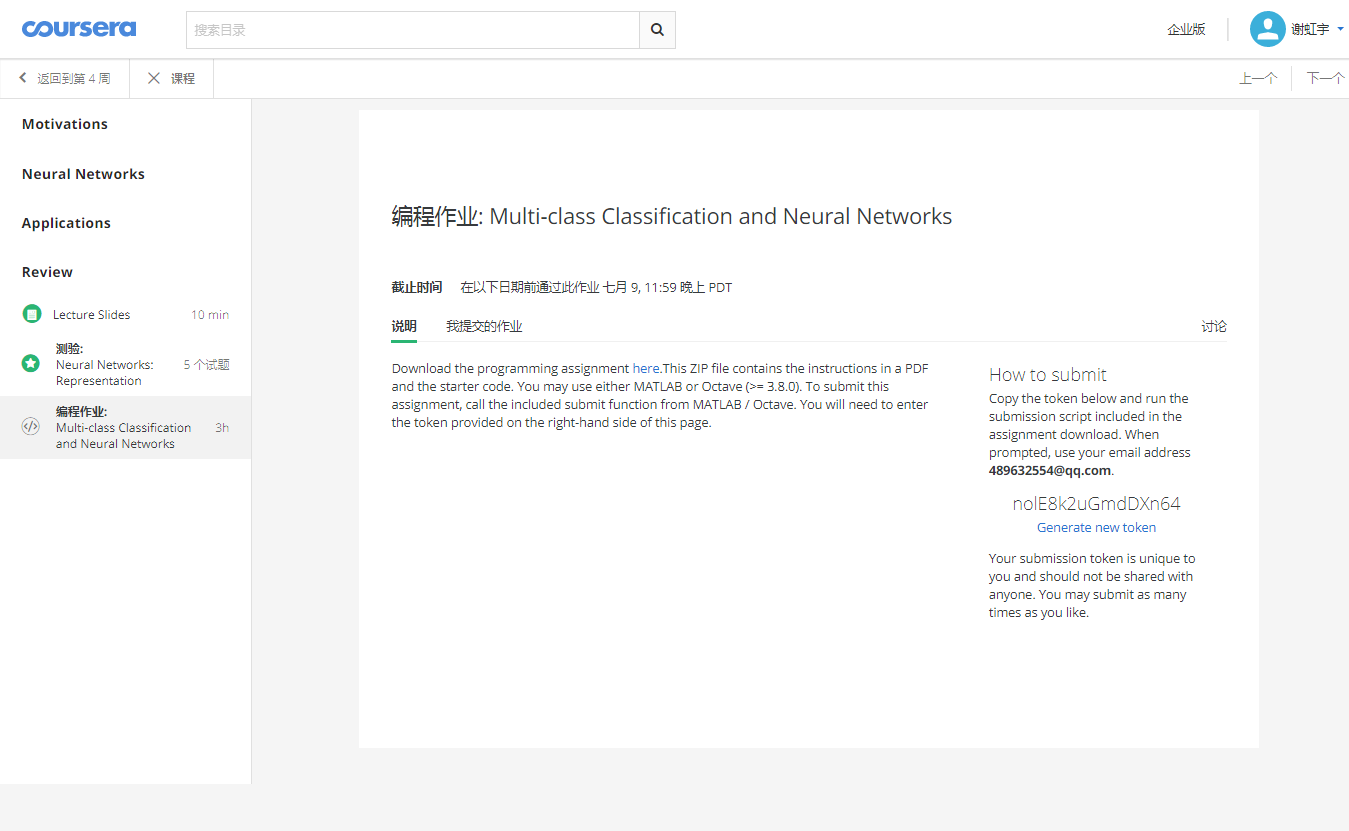 coursera
搜索目录
企业版
谢虹宇
返回到第 4 周
课程
上一个
下一个
Motivations
Neural Networks
Applications
Review
Lecture Slides
10 min
测验:
Neural Networks:
Representation
5 个试题
编程作业:
Multi-class Classification
and Neural Networks
3h
编程作业: Multi-class Classification and Neural Networks
截止时间 在以下日期前通过此作业 七月 9, 11:59 晚上 PDT
说明
我提交的作业
讨论
Download the programming assignment here.This ZIP file contains the instructions in a PDF
and the starter code. You may use either MATLAB or Octave (>= 3.8.0). To submit this
assignment, call the included submit function from MATLAB / Octave. You will need to enter
the token provided on the right-hand side of this page.
How to submit
Copy the token below and run the
submission script included in the
assignment download. When
prompted, use your email address
489632554@qq.com.
nolE8k2uGmdDXn64
Generate new token
Your submission token is unique to
you and should not be shared with
anyone. You may submit as many
times as you like.